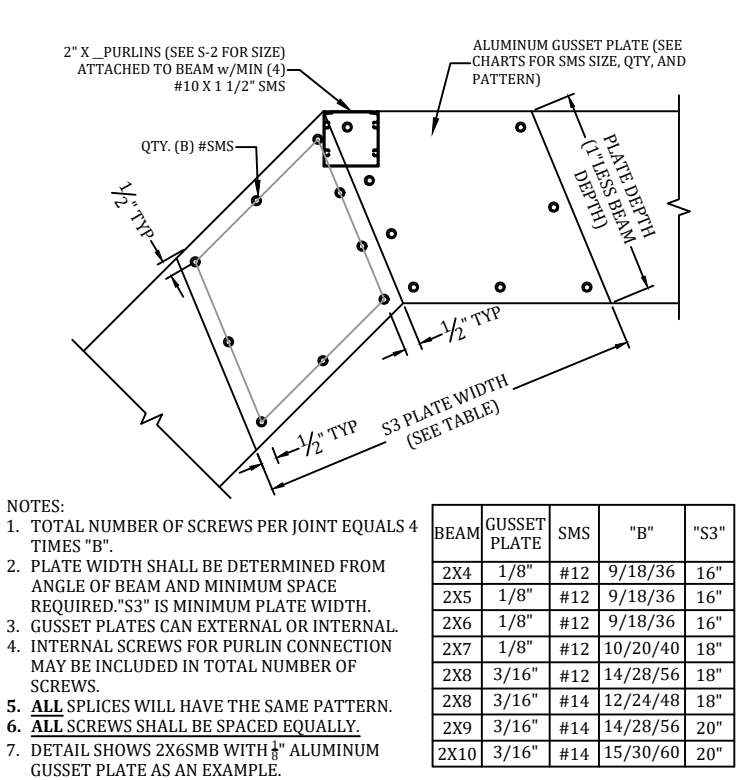 2" X __PURLINS (SEE S-2 FOR SIZE)
ATTACHED TO BEAM w/MIN (4)
#10 X 1 1/2" SMS
ALUMINUM GUSSET PLATE (SEE
CHARTS FOR SMS SIZE, QTY, AND
PATTERN)
QTY. (B) #SMS
1/2" TYP
PLATE DEPTH
(1"LESS BEAM
DEPTH)
1/2" TYP
S3 PLATE WIDTH
(SEE TABLE)
1/2" TYP
NOTES:
1. TOTAL NUMBER OF SCREWS PER JOINT EQUALS 4
TIMES "B".
2. PLATE WIDTH SHALL BE DETERMINED FROM
ANGLE OF BEAM AND MINIMUM SPACE
REQUIRED."S3" IS MINIMUM PLATE WIDTH.
3. GUSSET PLATES CAN EXTERNAL OR INTERNAL.
4. INTERNAL SCREWS FOR PURLIN CONNECTION
MAY BE INCLUDED IN TOTAL NUMBER OF
SCREWS.
5. ALL SPLICES WILL HAVE THE SAME PATTERN.
6. ALL SCREWS SHALL BE SPACED EQUALLY.
7. DETAIL SHOWS 2X6SMB WITH 1/8" ALUMINUM
GUSSET PLATE AS AN EXAMPLE.
BEAM GUSSET PLATE SMS "B" "S3"
2X4 1/8" #12 9/18/36 16"
2X5 1/8" #12 9/18/36 16"
2X6 1/8" #12 9/18/36 16"
2X7 1/8" #12 10/20/40 18"
2X8 3/16" #12 14/28/56 18"
2X8 3/16" #14 12/24/48 18"
2X9 3/16" #14 14/28/56 20"
2X10 3/16" #14 15/30/60 20"